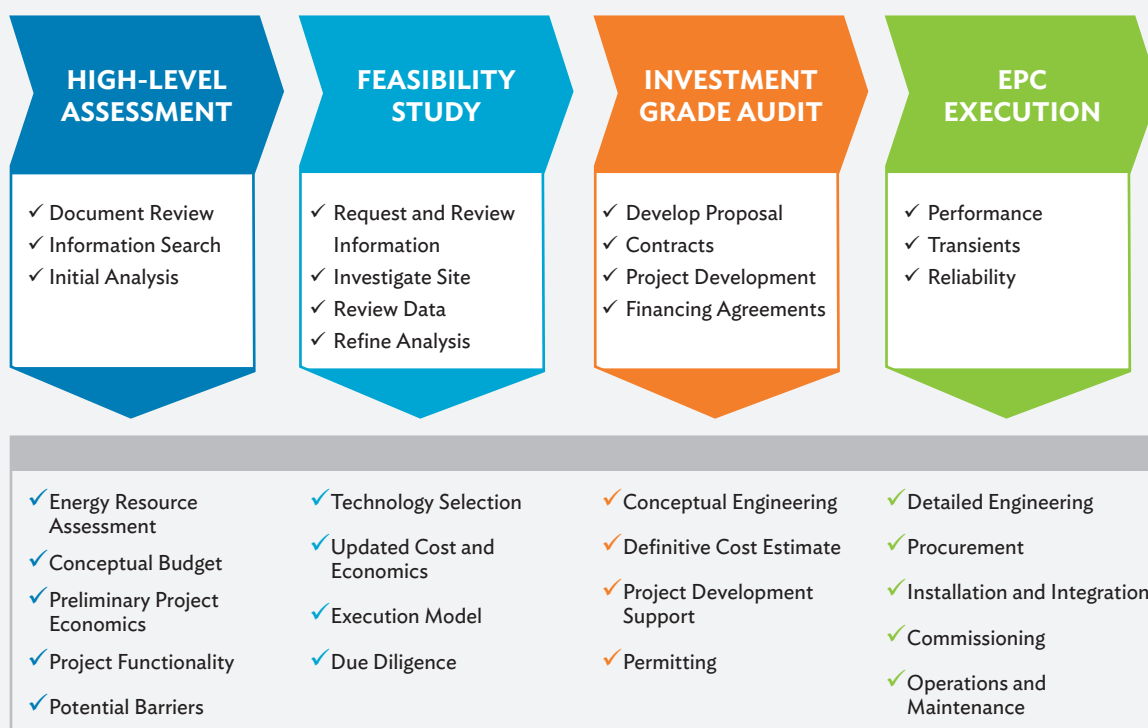 HIGH-LEVEL
ASSESSMENT
✓ Document Review
✓ Information Search
✓ Initial Analysis
FEASIBILITY
STUDY
✓ Request and Review
Information
✓ Investigate Site
✓ Review Data
✓ Refine Analysis
INVESTMENT
GRADE AUDIT
✓ Develop Proposal
✓ Contracts
✓ Project Development
✓ Financing Agreements
EPC
EXECUTION
✓ Performance
✓ Transients
✓ Reliability
✓ Energy Resource
Assessment
✓ Conceptual Budget
✓ Preliminary Project
Economics
✓ Project Functionality
✓ Potential Barriers
✓ Technology Selection
✓ Updated Cost and
Economics
✓ Execution Model
✓ Due Diligence
✓ Conceptual Engineering
✓ Definitive Cost Estimate
✓ Project Development
Support
✓ Permitting
✓ Detailed Engineering
✓ Procurement
✓ Installation and Integration
✓ Commissioning
✓ Operations and
Maintenance